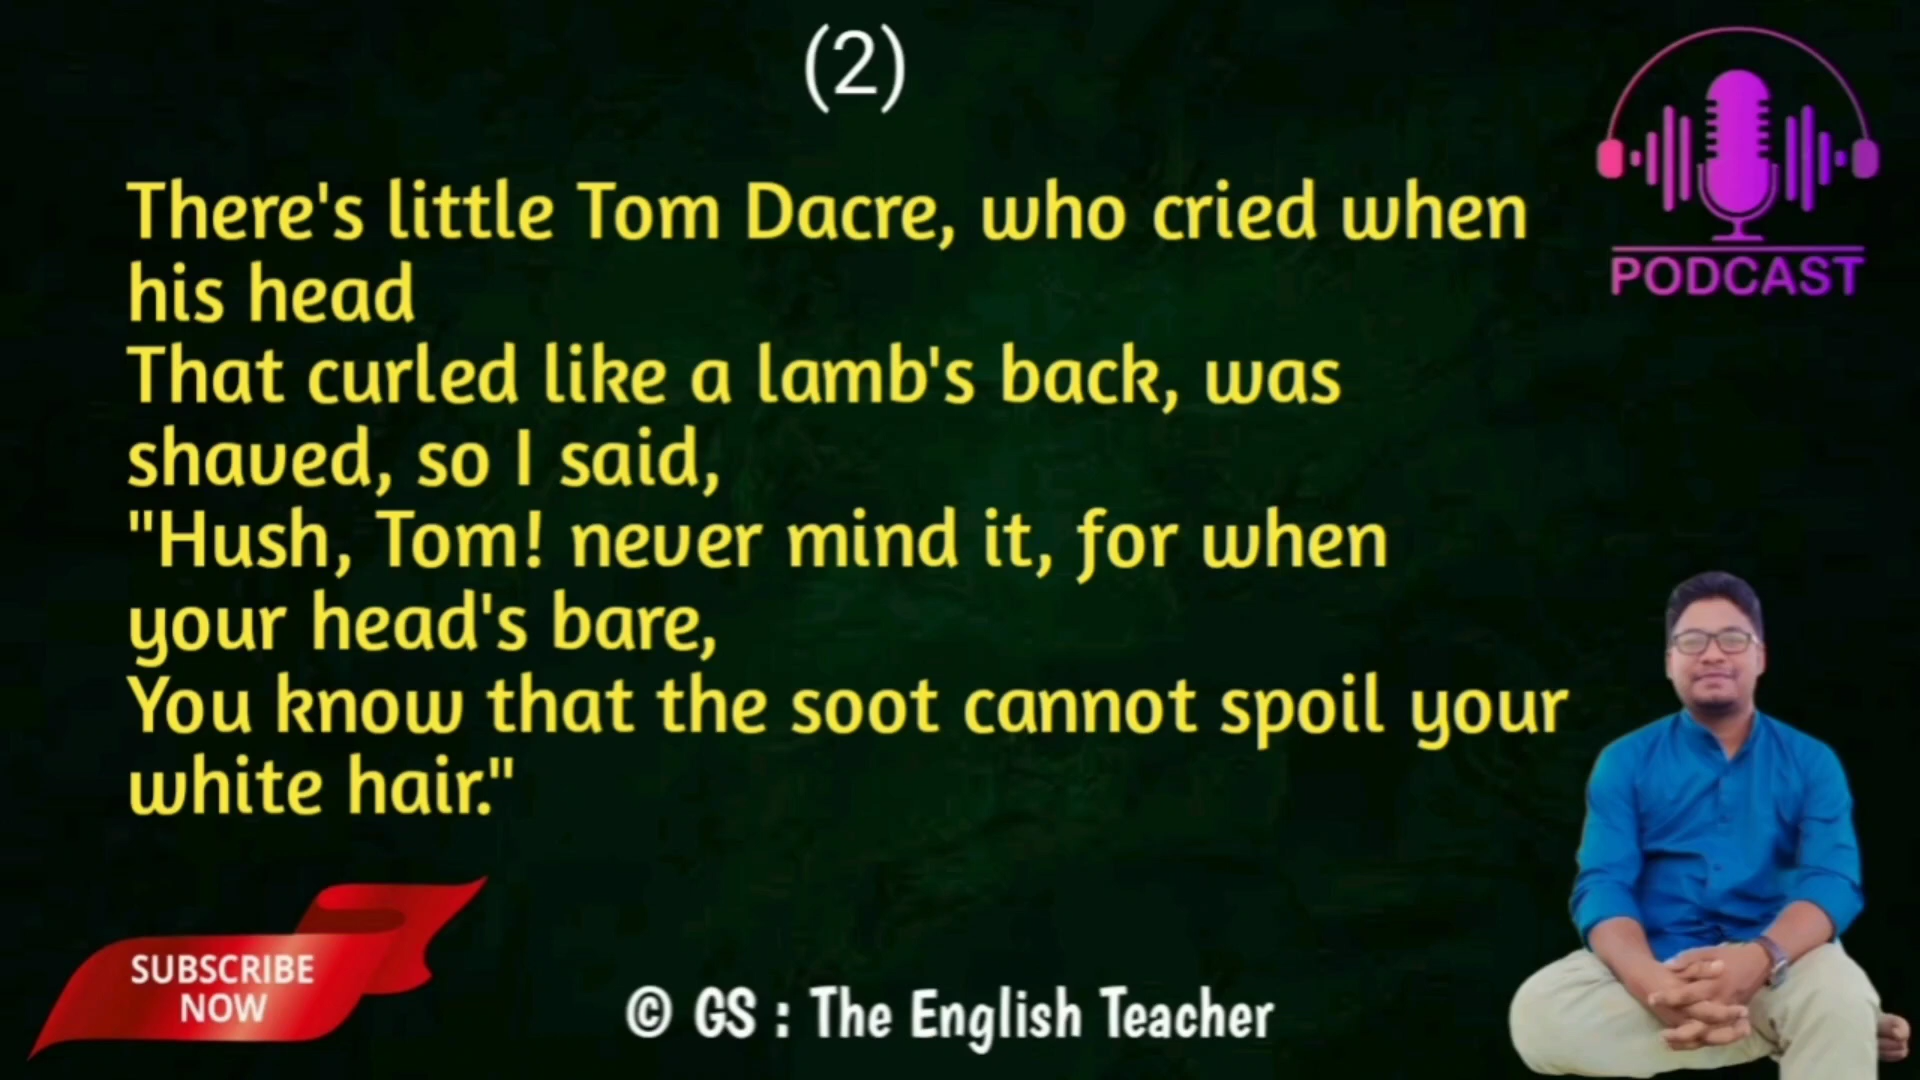 (2)
PODCAST
There's little Tom Dacre, who cried when
his head
That curled like a lamb's back, was
shaved, so I said,
"Hush, Tom! never mind it, for when
your head's bare,
You know that the soot cannot spoil your
white hair."
SUBSCRIBE
NOW
© GS : The English Teacher